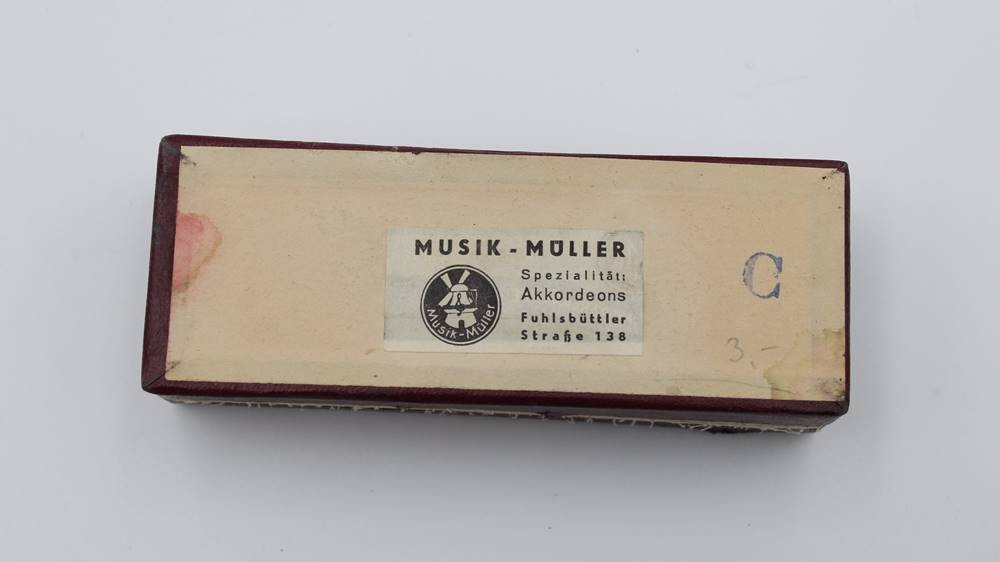 MUSIK - MÜLLER
Spezialität:
Akkordeons
Fuhlsbüttler
Straße 138
Musik-Müller
C
3.-